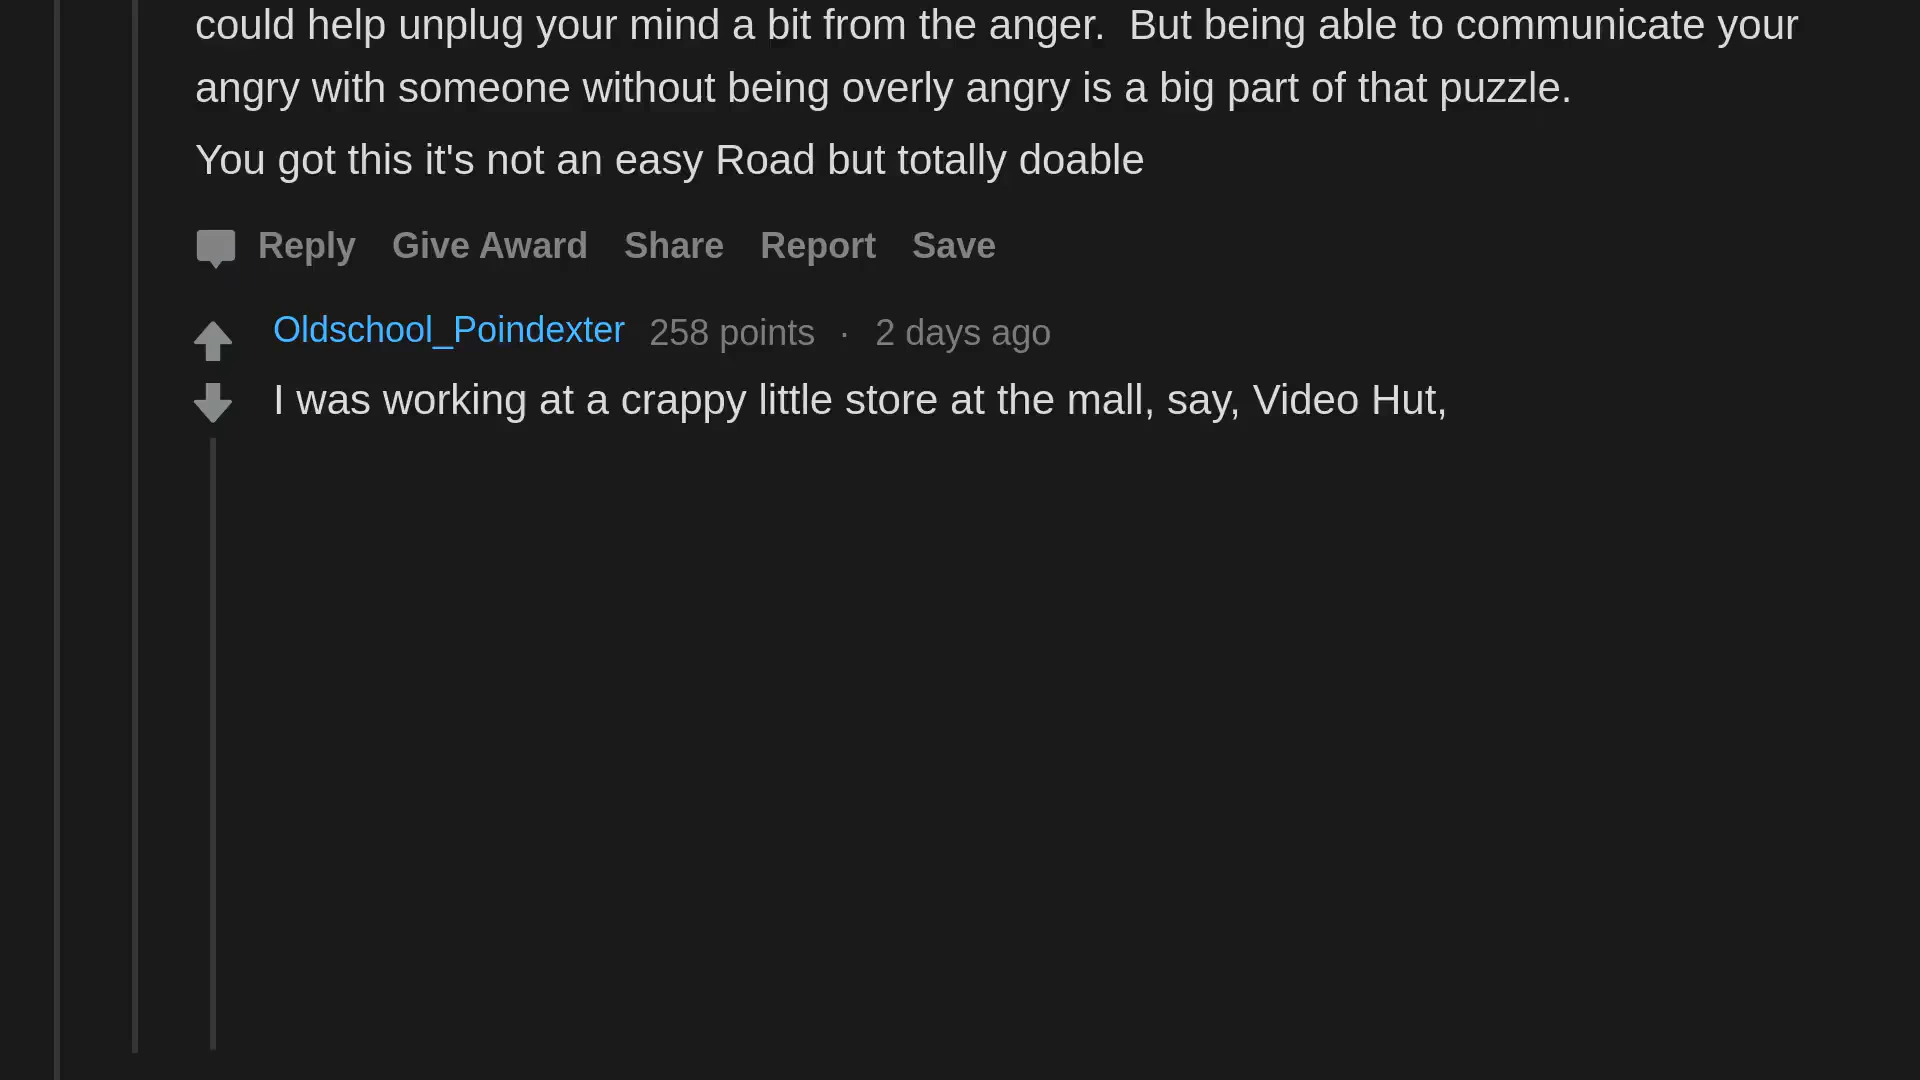 could help unplug your mind a bit from the anger.  But being able to communicate your
angry with someone without being overly angry is a big part of that puzzle.
You got this it's not an easy Road but totally doable
Reply Give Award Share Report Save
Oldschool_Poindexter 258 points · 2 days ago
I was working at a crappy little store at the mall, say, Video Hut,